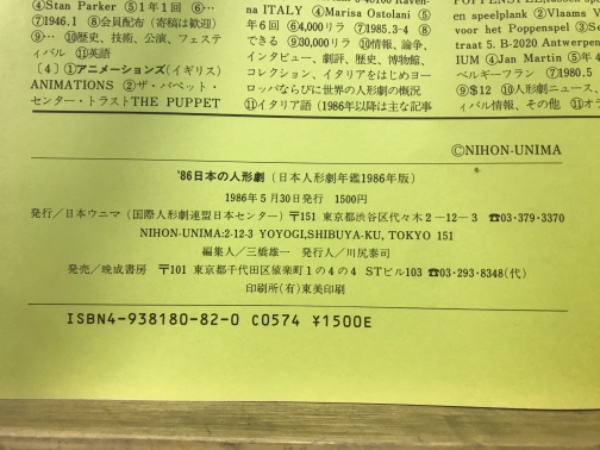 ④Stan Parker ⑤1年1回 ⑥…
⑦1946.1 ⑧会員配布（寄稿は歓迎）
⑨… ⑩歴史、技術、公演、フェステ
ィバル ⑪英語
［4］①アニメーションズ(イギリス)
ANIMATIONS ②ザ・パペット・
センター・トラストTHE PUPPET
na ITALY ④Marisa Ostolani ⑤
年6回 ⑥4,000リラ ⑦1985.3-4 ⑧
できる ⑨30,000リラ ⑩情報、論争、
インタビュー、劇評、歴史、博物館、
コレクション、イタリアをはじめヨー
ロッパならびに世界の人形劇の概況
⑪イタリア語（1986年以降は主な記事
en speelplank ②Vlaams
voor het Poppenspel ③
traat 5. B-2020 Antwerpen
IUM ④Jan Martin ⑤年4
ベルギーフラン ⑦1980.5
⑨$12 ⑩人形劇ニュース、
ィバル情報、その他 ⑪オラ
©NIHON-UNIMA
'86日本の人形劇（日本人形劇年鑑1986年版）
1986年5月30日発行 1500円
発行／日本ウニマ（国際人形劇連盟日本センター）〒151 東京都渋谷区代々木2－12－3 ☎03･379･3370
NIHON-UNIMA:2-12-3 YOYOGI,SHIBUYA-KU, TOKYO 151
編集人／三橋雄一 発行人／川尻泰司
発売／晩成書房 〒101 東京都千代田区猿楽町1の4の4 STビル103 ☎03･293･8348(代)
印刷所(有)東美印刷
ISBN4-938180-82-0 C0574 ¥1500E